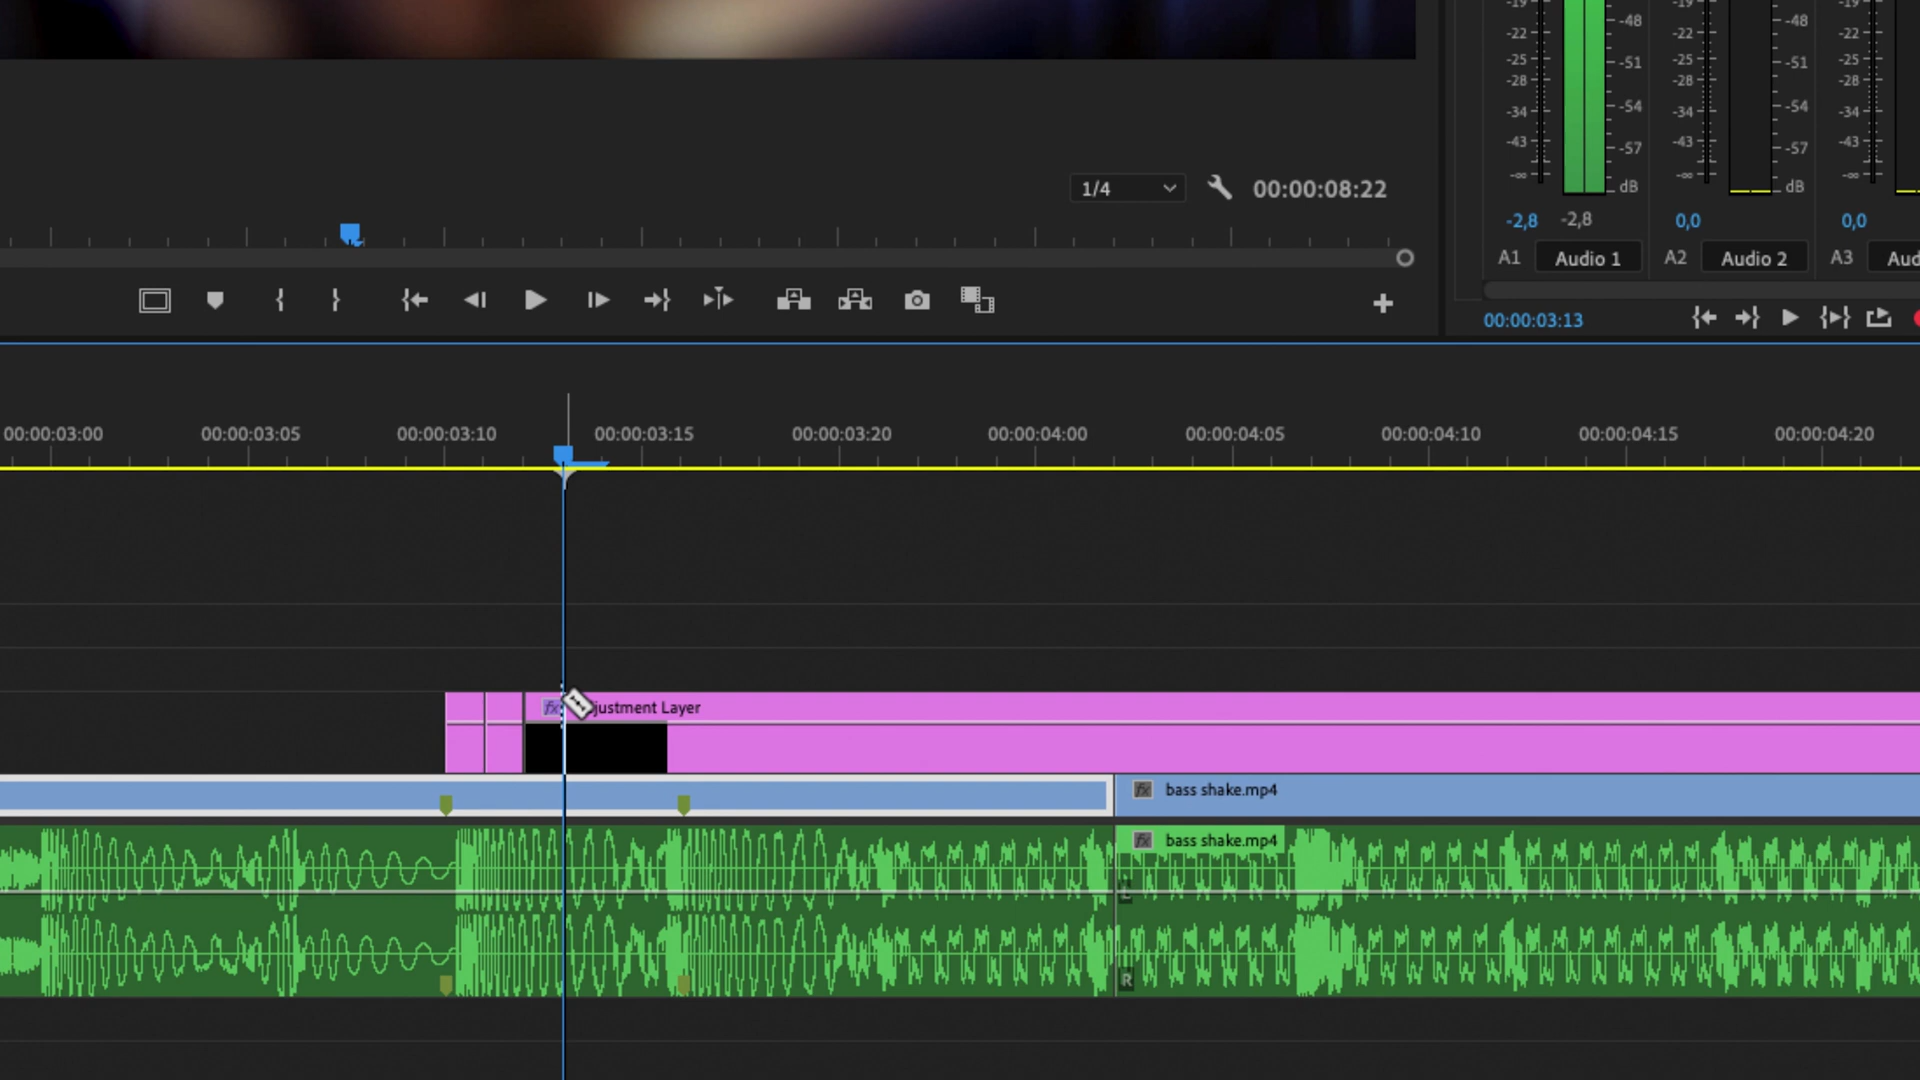 -19 -48 -19 -48 -19
-22 -22 -22
-25 -51 -25 -51 -25
-28 -28 -28
-34 -54 -34 -54 -34
-43 -57 -43 -57 -43
-∞ dB -∞ dB -∞
1/4 00:00:08:22
-2,8 -2,8 0,0 0,0
A1 Audio 1 A2 Audio 2 A3 Aud
00:00:03:13
00:00:03:00 00:00:03:05 00:00:03:10 00:00:03:15 00:00:03:20 00:00:04:00 00:00:04:05 00:00:04:10 00:00:04:15 00:00:04:20
fx justment Layer
fx bass shake.mp4
fx bass shake.mp4
R